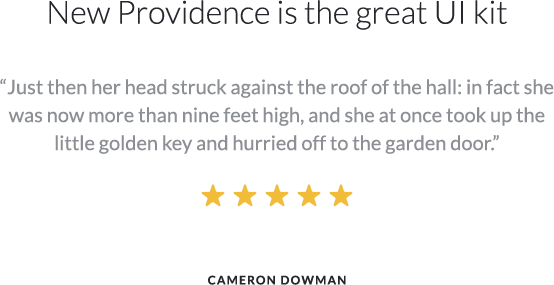 New Providence is the great UI kit
“Just then her head struck against the roof of the hall: in fact she
was now more than nine feet high, and she at once took up the
little golden key and hurried off to the garden door.”
CAMERON DOWMAN